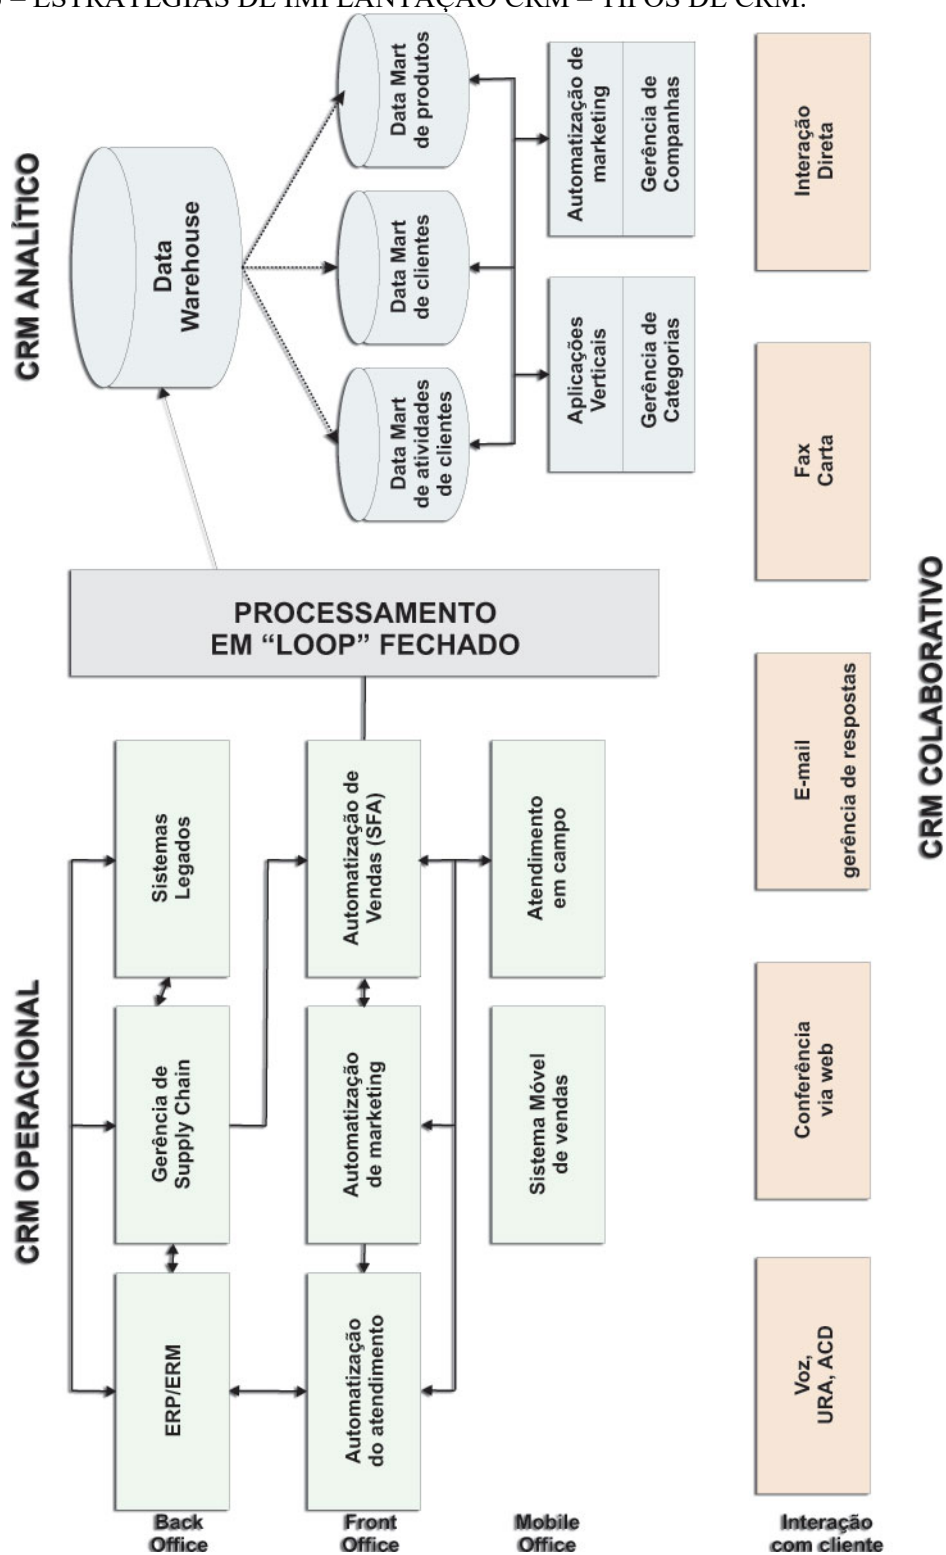 – ESTRATÉGIAS DE IMPLANTAÇÃO CRM – TIPOS DE CRM.
CRM OPERACIONAL
CRM ANALÍTICO
Back
Office
ERP/ERM
Gerência de
Supply Chain
Sistemas
Legados
Front
Office
Automatização
do atendimento
Automatização
de marketing
Automatização de
Vendas (SFA)
Mobile
Office
Sistema Móvel
de vendas
Atendimento
em campo
PROCESSAMENTO
EM “LOOP” FECHADO
Data
Warehouse
Data Mart
de atividades
de clientes
Data Mart
de clientes
Data Mart
de produtos
Aplicações
Verticais
Gerência de
Categorias
Automatização de
marketing
Gerência de
Companhas
Interação
com cliente
Voz,
URA, ACD
Conferência
via web
E-mail
gerência de respostas
Fax
Carta
Interação
Direta
CRM COLABORATIVO